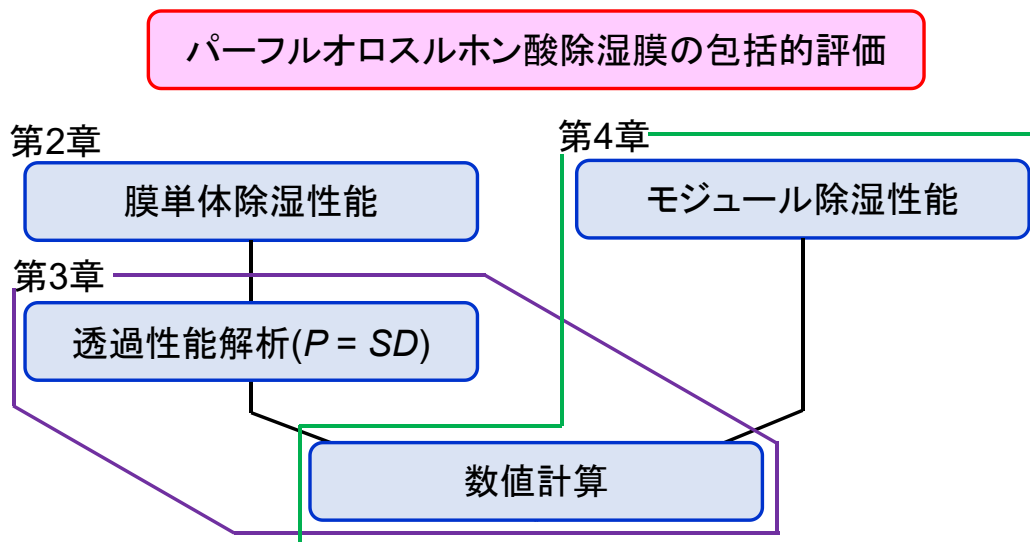 パーフルオロスルホン酸除湿膜の包括的評価
第2章
膜単体除湿性能
第4章
モジュール除湿性能
第3章
透過性能解析(P = SD)
数値計算